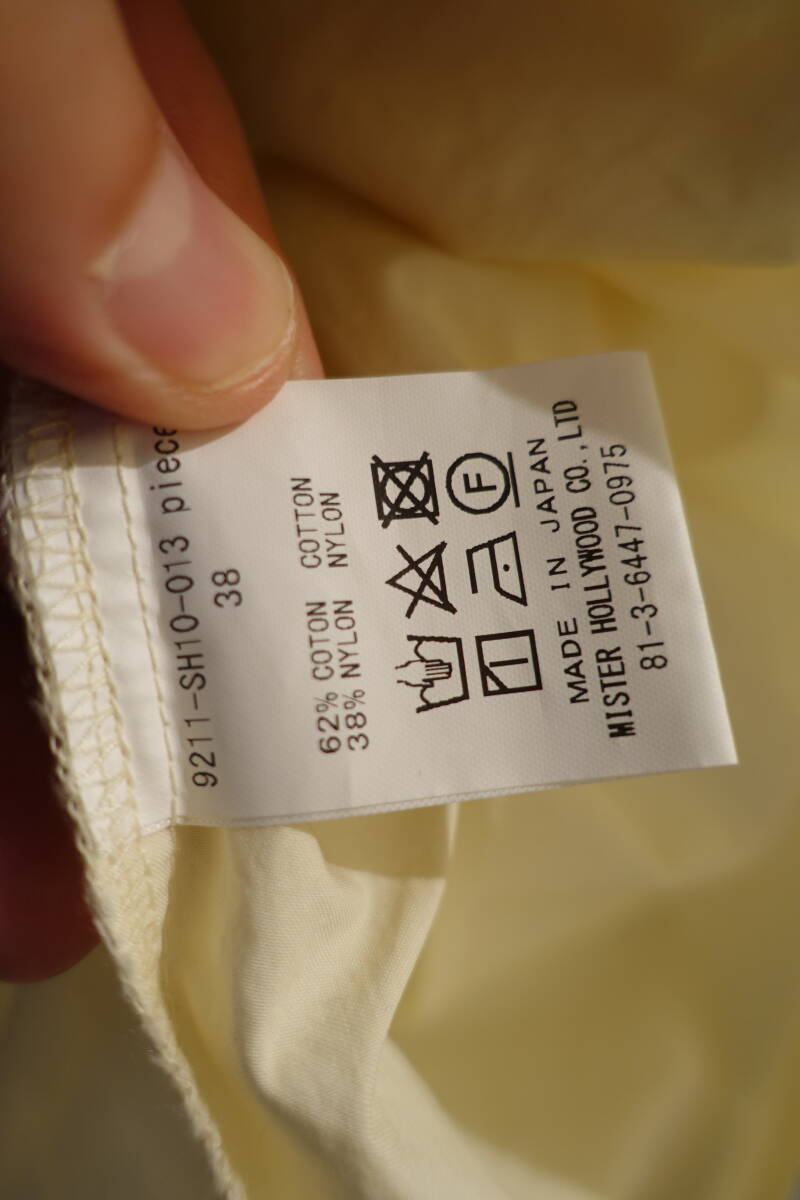 9211-SH10-013 piece
38
62% COTON COTTON
38% NYLON NYLON
F
MADE IN JAPAN
MISTER HOLLYWOOD CO.,LTD
81-3-6447-0975